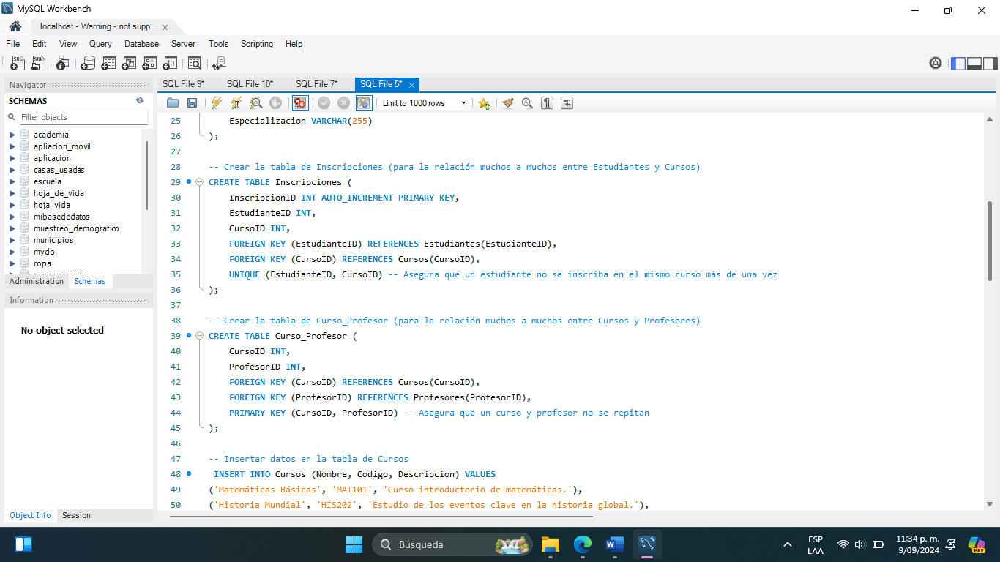 MySQL Workbench
localhost - Warning - not supp...
File Edit View Query Database Server Tools Scripting Help
Navigator
SCHEMAS
Filter objects
academia
apliacion_movil
aplicacion
casas_usadas
escuela
hoja_de_vida
hoja_vida
mibasededatos
muestreo_demografico
municipios
mydb
ropa
Administration Schemas
Information
No object selected
Object Info Session
SQL File 9* SQL File 10* SQL File 7* SQL File 5*
Limit to 1000 rows
25 Especializacion VARCHAR(255)
26 );
27
28 -- Crear la tabla de Inscripciones (para la relación muchos a muchos entre Estudiantes y Cursos)
29 CREATE TABLE Inscripciones (
30 InscripcionID INT AUTO_INCREMENT PRIMARY KEY,
31 EstudianteID INT,
32 CursoID INT,
33 FOREIGN KEY (EstudianteID) REFERENCES Estudiantes(EstudianteID),
34 FOREIGN KEY (CursoID) REFERENCES Cursos(CursoID),
35 UNIQUE (EstudianteID, CursoID) -- Asegura que un estudiante no se inscriba en el mismo curso más de una vez
36 );
37
38 -- Crear la tabla de Curso_Profesor (para la relación muchos a muchos entre Cursos y Profesores)
39 CREATE TABLE Curso_Profesor (
40 CursoID INT,
41 ProfesorID INT,
42 FOREIGN KEY (CursoID) REFERENCES Cursos(CursoID),
43 FOREIGN KEY (ProfesorID) REFERENCES Profesores(ProfesorID),
44 PRIMARY KEY (CursoID, ProfesorID) -- Asegura que un curso y profesor no se repitan
45 );
46
47 -- Insertar datos en la tabla de Cursos
48 INSERT INTO Cursos (Nombre, Codigo, Descripcion) VALUES
49 ('Matemáticas Básicas', 'MAT101', 'Curso introductorio de matemáticas.'),
50 ('Historia Mundial', 'HIS202', 'Estudio de los eventos clave en la historia global.'),
Búsqueda
ESP
LAA
11:34 p. m.
9/09/2024
PRE